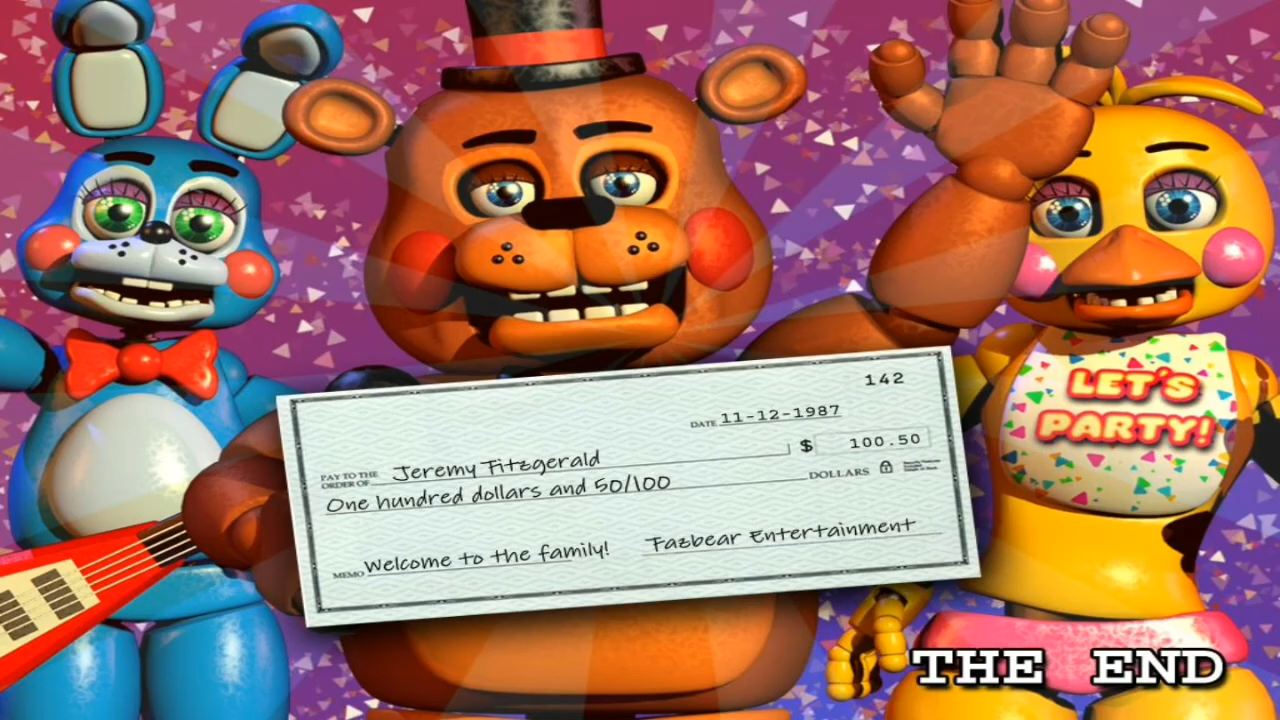 142
DATE 11-12-1987
PAY TO THE
ORDER OF Jeremy Fitzgerald $ 100.50
One hundred dollars and 50/100 DOLLARS
MEMO Welcome to the family! Fazbear Entertainment
LET'S
PARTY!
THE END